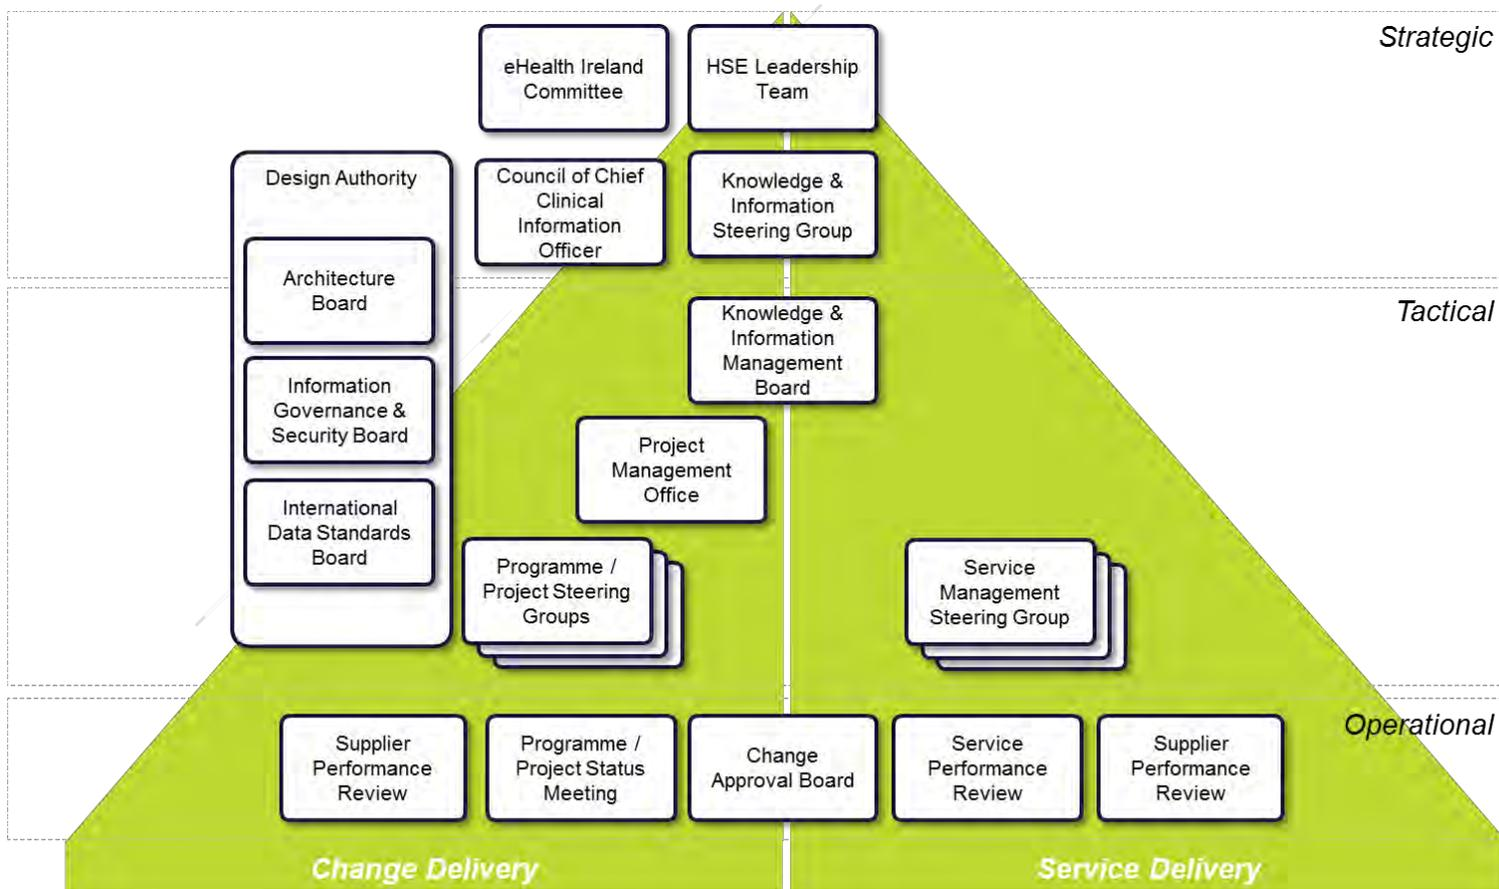 Strategic
eHealth Ireland
Committee
HSE Leadership
Team
Design Authority
Council of Chief
Clinical
Information
Officer
Knowledge &
Information
Steering Group
Architecture
Board
Tactical
Knowledge &
Information
Management
Board
Information
Governance &
Security Board
Project
Management
Office
International
Data Standards
Board
Programme /
Project Steering
Groups
Service
Management
Steering Group
Operational
Supplier
Performance
Review
Programme /
Project Status
Meeting
Change
Approval Board
Service
Performance
Review
Supplier
Performance
Review
Change Delivery
Service Delivery